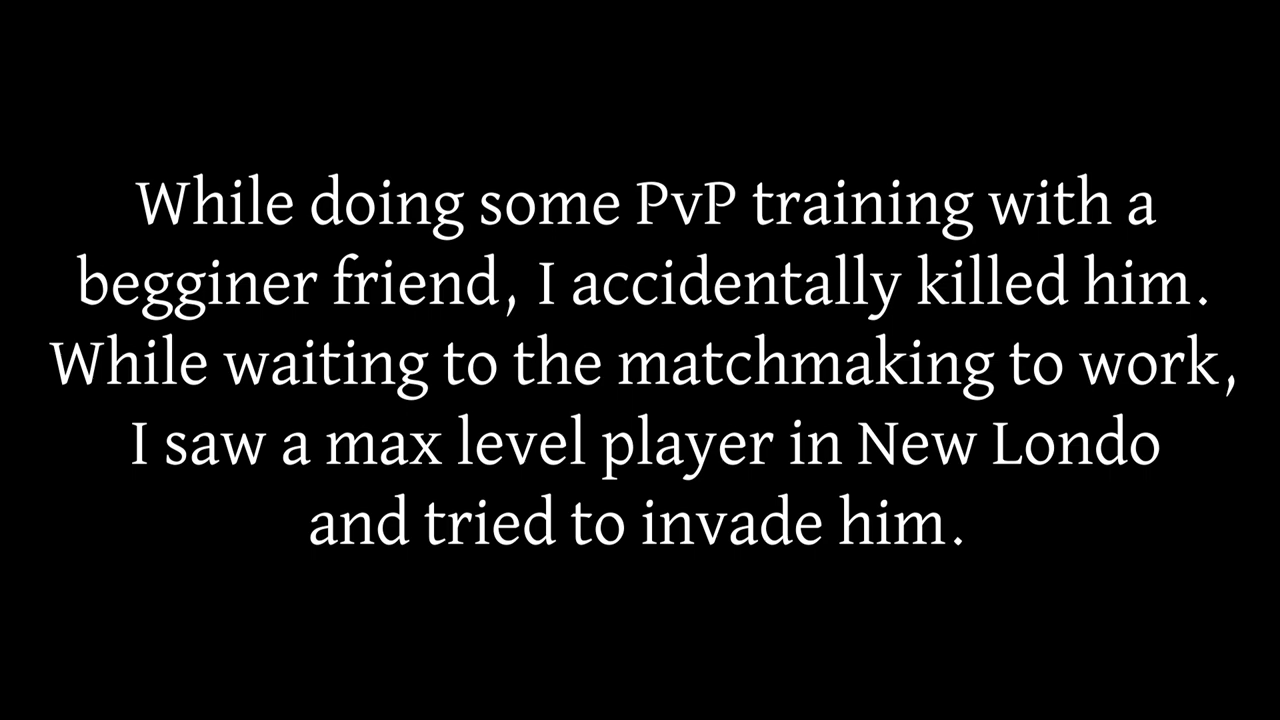 While doing some PvP training with a
begginer friend, I accidentally killed him.
While waiting to the matchmaking to work,
I saw a max level player in New Londo
and tried to invade him.